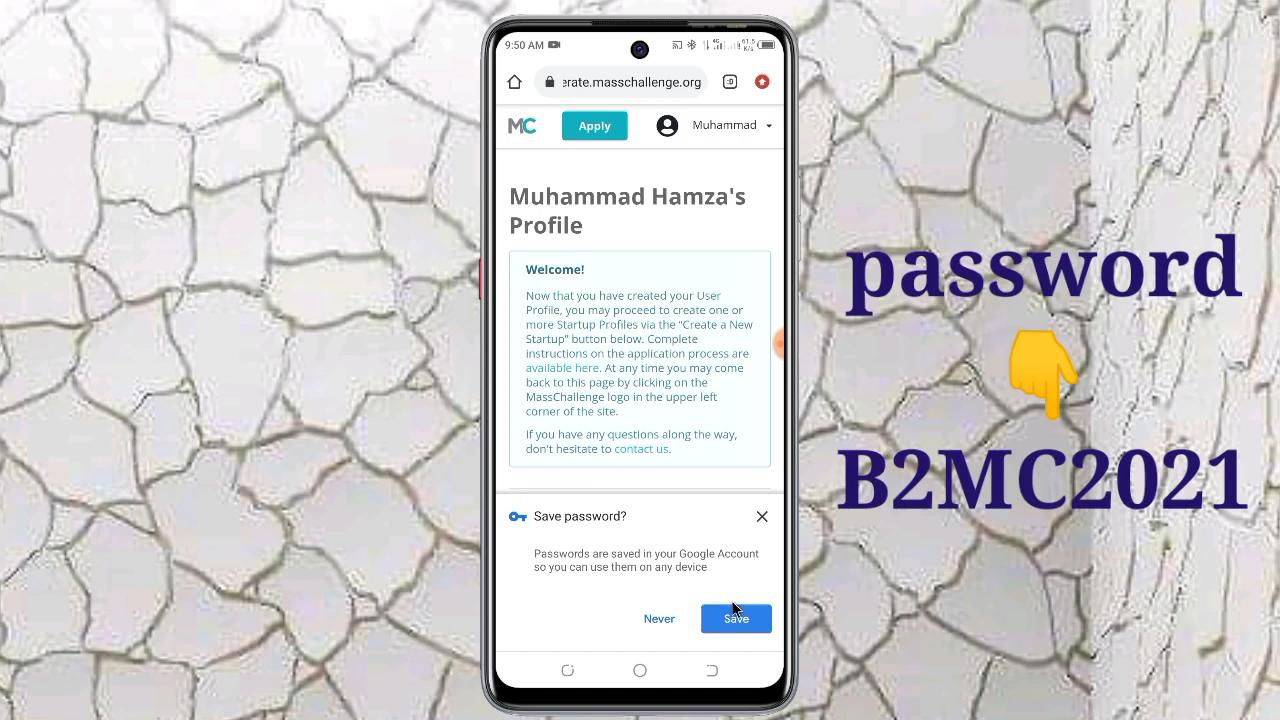 9:50 AM
4G 61.5 K/s
erate.masschallenge.org
:D
MC
Apply
Muhammad
Muhammad Hamza's
Profile
Welcome!
Now that you have created your User
Profile, you may proceed to create one or
more Startup Profiles via the "Create a New
Startup" button below. Complete
instructions on the application process are
available here. At any time you may come
back to this page by clicking on the
MassChallenge logo in the upper left
corner of the site.
If you have any questions along the way,
don't hesitate to contact us.
Save password?
Passwords are saved in your Google Account
so you can use them on any device
Never
Save
password
B2MC2021